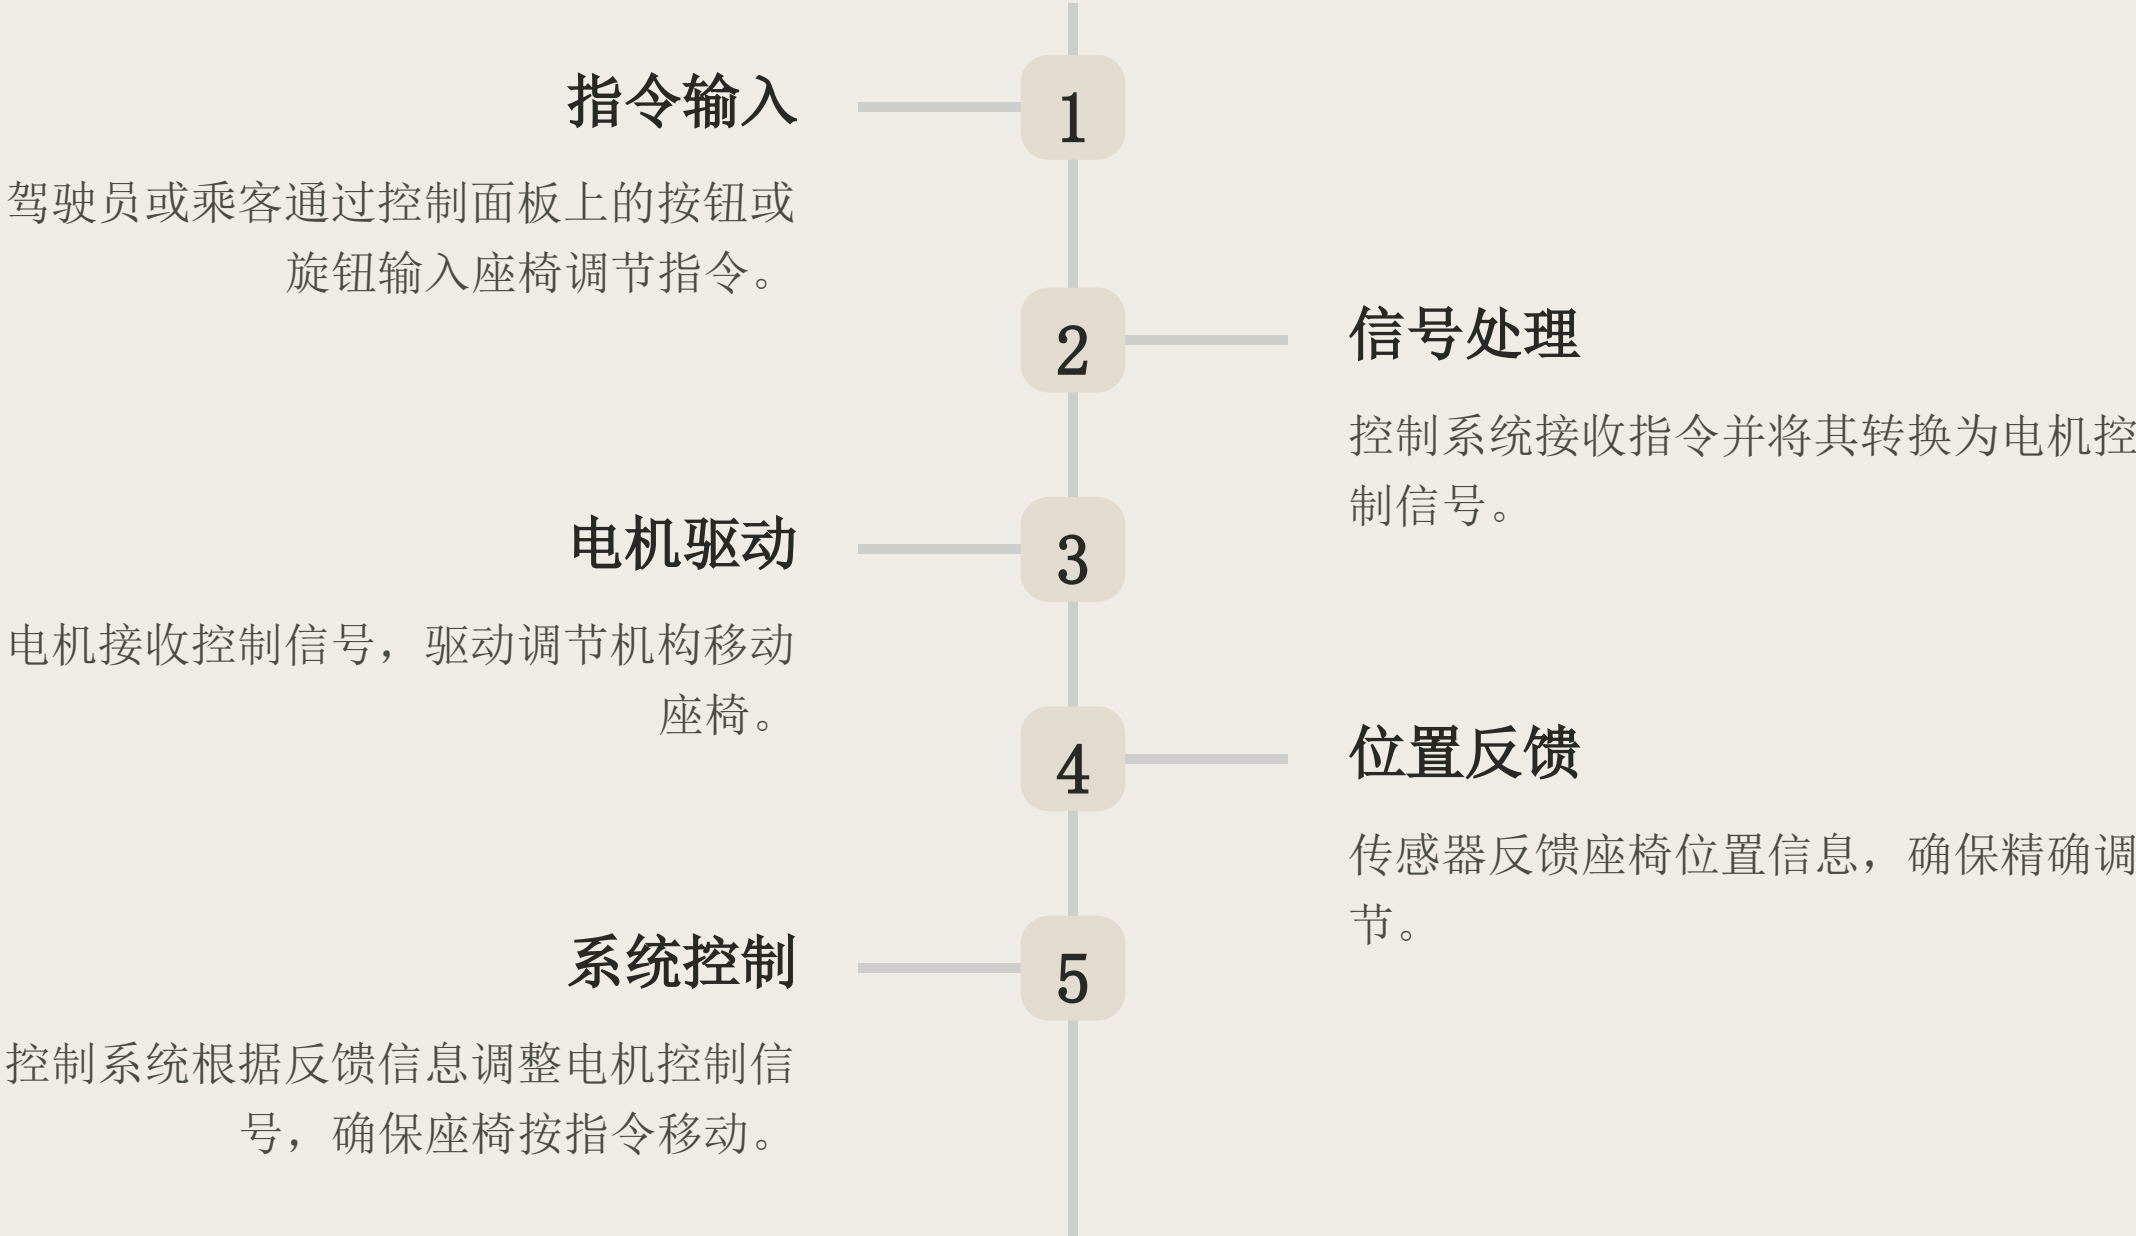 1
指令输入
驾驶员或乘客通过控制面板上的按钮或
旋钮输入座椅调节指令。
2
信号处理
控制系统接收指令并将其转换为电机控
制信号。
3
电机驱动
电机接收控制信号，驱动调节机构移动
座椅。
4
位置反馈
传感器反馈座椅位置信息，确保精确调
节。
5
系统控制
控制系统根据反馈信息调整电机控制信
号，确保座椅按指令移动。